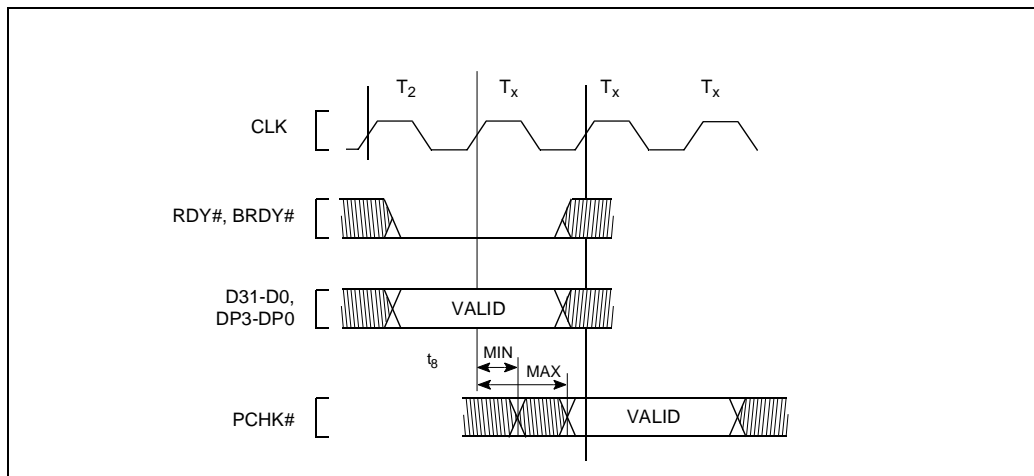 T2 Tx Tx Tx
CLK
RDY#, BRDY#
D31-D0,
DP3-DP0
VALID
t8
MIN
MAX
PCHK#
VALID